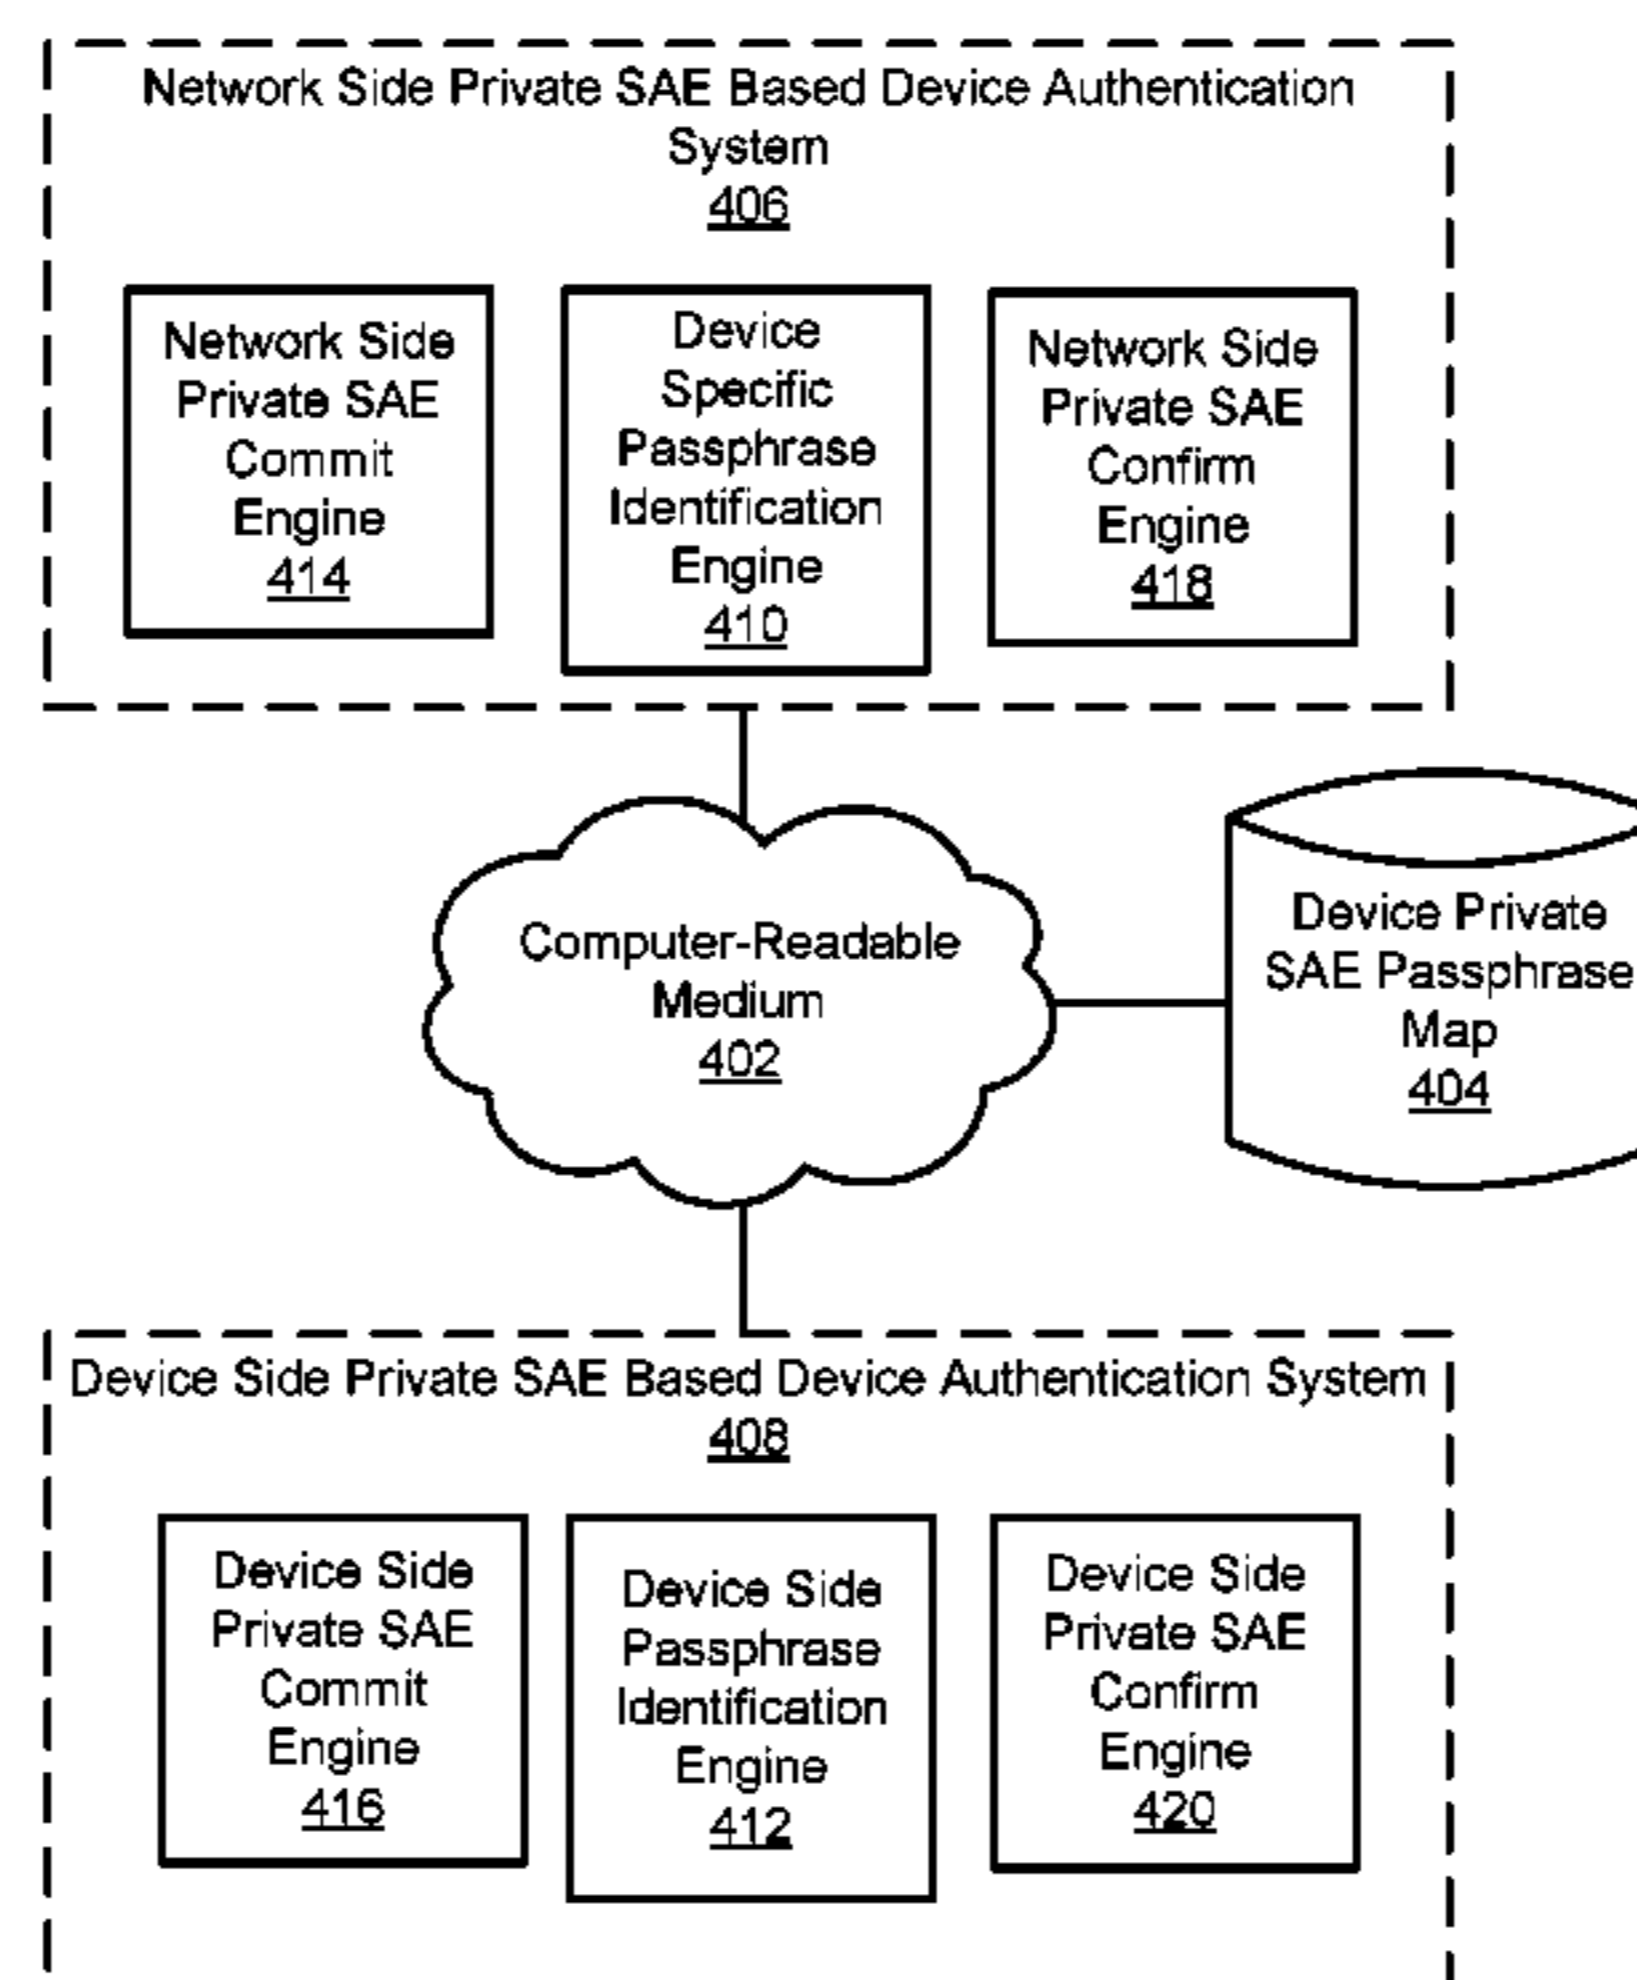 Network Side Private SAE Based Device Authentication
System
406
Network Side
Private SAE
Commit
Engine
414
Device
Specific
Passphrase
Identification
Engine
410
Network Side
Private SAE
Confirm
Engine
418
Computer-Readable
Medium
402
Device Private
SAE Passphrase
Map
404
Device Side Private SAE Based Device Authentication System
408
Device Side
Private SAE
Commit
Engine
416
Device Side
Passphrase
Identification
Engine
412
Device Side
Private SAE
Confirm
Engine
420